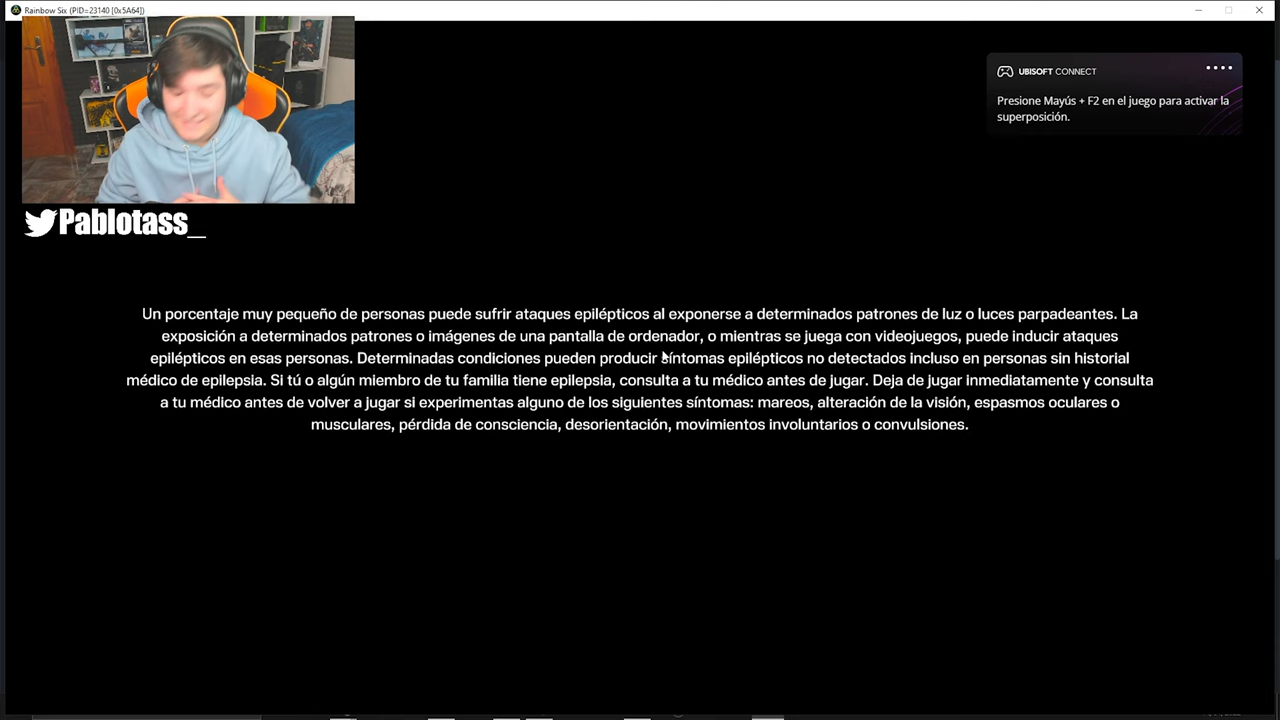 Rainbow Six (PID=23140 [0x5A64])
UBISOFT CONNECT
Presione Mayús + F2 en el juego para activar la
superposición.
Pablotass_
Un porcentaje muy pequeño de personas puede sufrir ataques epilépticos al exponerse a determinados patrones de luz o luces parpadeantes. La
exposición a determinados patrones o imágenes de una pantalla de ordenador, o mientras se juega con videojuegos, puede inducir ataques
epilépticos en esas personas. Determinadas condiciones pueden producir síntomas epilépticos no detectados incluso en personas sin historial
médico de epilepsia. Si tú o algún miembro de tu familia tiene epilepsia, consulta a tu médico antes de jugar. Deja de jugar inmediatamente y consulta
a tu médico antes de volver a jugar si experimentas alguno de los siguientes síntomas: mareos, alteración de la visión, espasmos oculares o
musculares, pérdida de consciencia, desorientación, movimientos involuntarios o convulsiones.